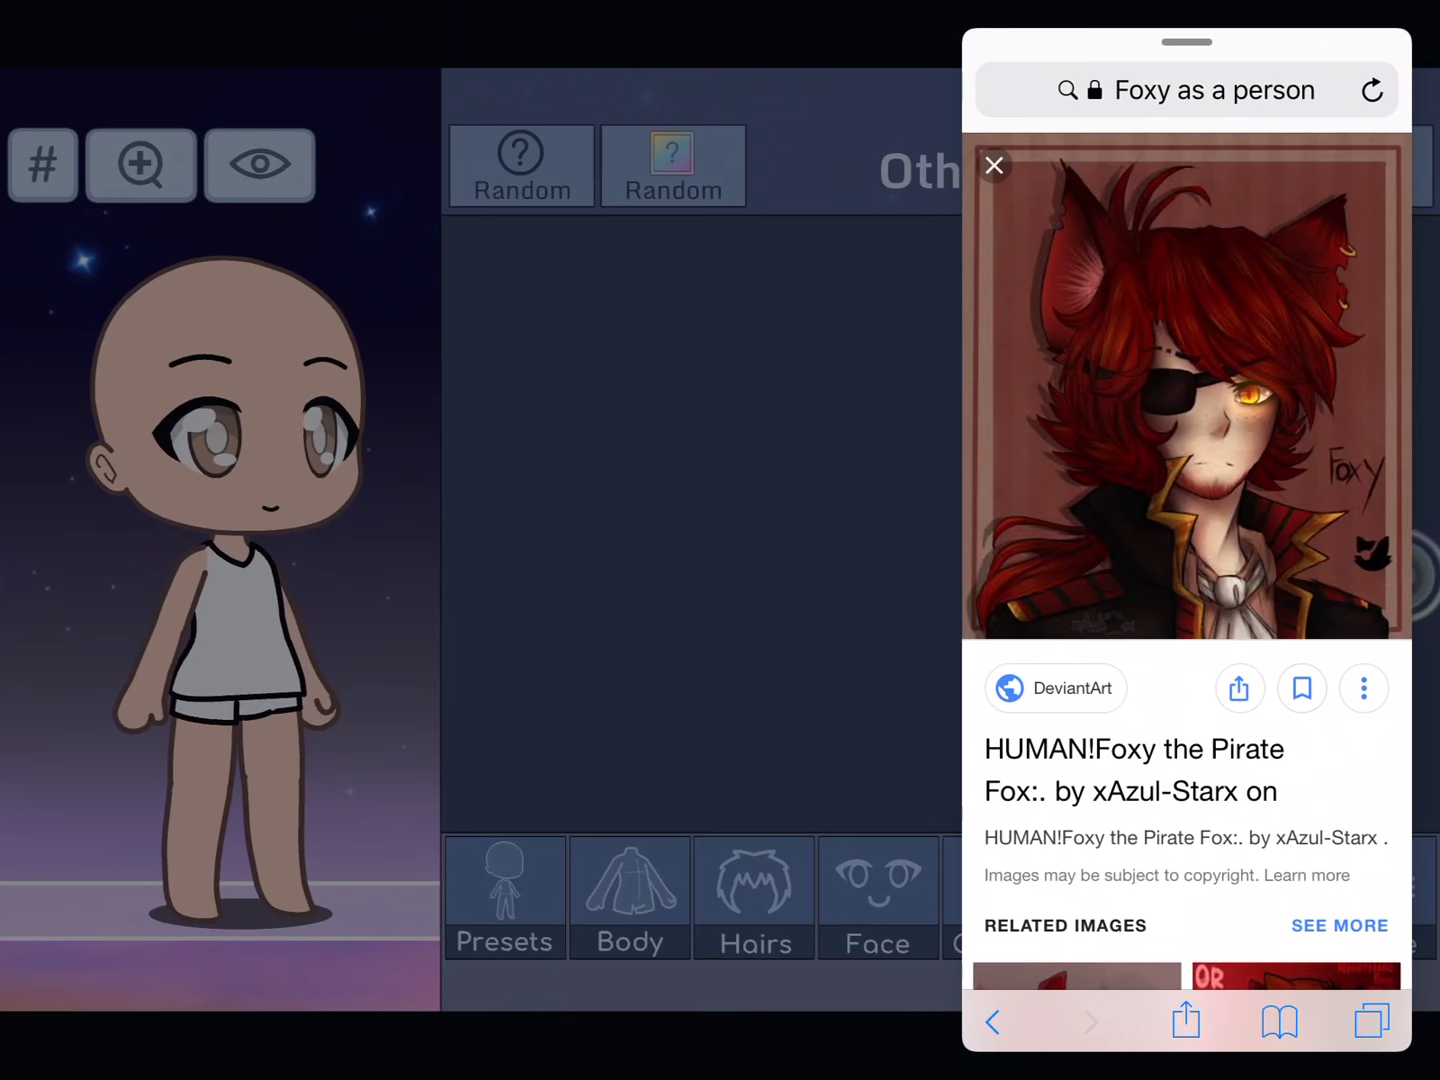 #
? Random
? Random
Oth
Presets
Body
Hairs
Face
Foxy as a person
Foxy
DeviantArt
HUMAN!Foxy the Pirate
Fox:. by xAzul-Starx on
HUMAN!Foxy the Pirate Fox:. by xAzul-Starx .
Images may be subject to copyright. Learn more
RELATED IMAGES
SEE MORE
OR